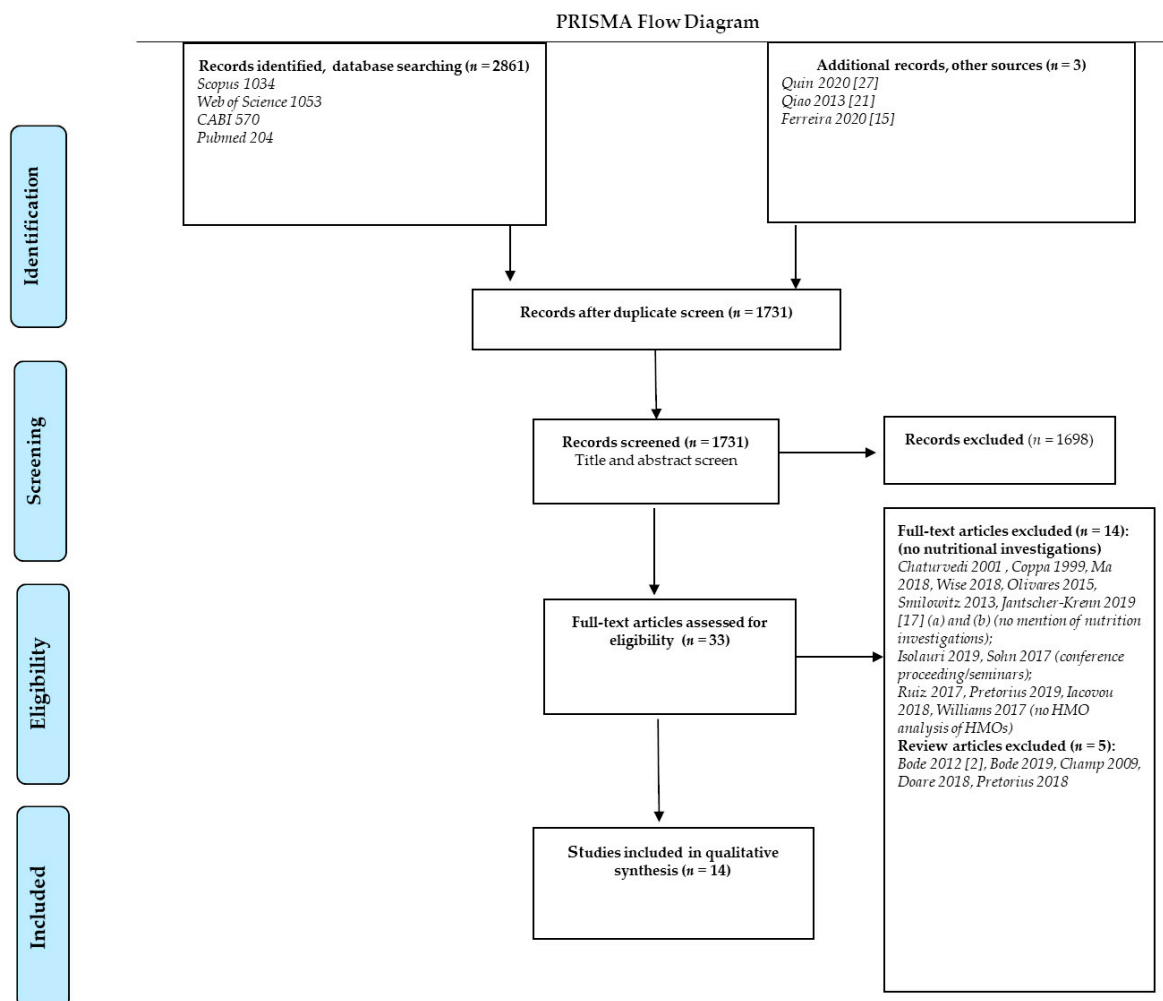 PRISMA Flow Diagram
Records identified, database searching (n = 2861)
Scopus 1034
Web of Science 1053
CABI 570
Pubmed 204
Additional records, other sources (n = 3)
Quin 2020 [27]
Qiao 2013 [21]
Ferreira 2020 [15]
Identification
Records after duplicate screen (n = 1731)
Screening
Records screened (n = 1731)
Title and abstract screen
Records excluded (n = 1698)
Eligibility
Full-text articles assessed for
eligibility (n = 33)
Full-text articles excluded (n = 14):
(no nutritional investigations)
Chaturvedi 2001 , Coppa 1999, Ma
2018, Wise 2018, Olivares 2015,
Smilowitz 2013, Jantscher-Krenn 2019
[17] (a) and (b) (no mention of nutrition
investigations);
Isolauri 2019, Sohn 2017 (conference
proceeding/seminars);
Ruiz 2017, Pretorius 2019, Iacovou
2018, Williams 2017 (no HMO
analysis of HMOs)
Review articles excluded (n = 5):
Bode 2012 [2], Bode 2019, Champ 2009,
Doare 2018, Pretorius 2018
Included
Studies included in qualitative
synthesis (n = 14)